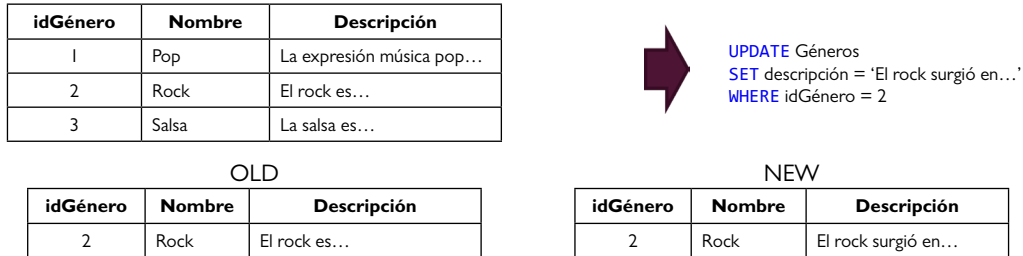 idGénero Nombre Descripción
1 Pop La expresión música pop…
2 Rock El rock es…
3 Salsa La salsa es…
UPDATE Géneros
SET descripción = ‘El rock surgió en…’
WHERE idGénero = 2
OLD
idGénero Nombre Descripción
2 Rock El rock es…
NEW
idGénero Nombre Descripción
2 Rock El rock surgió en…